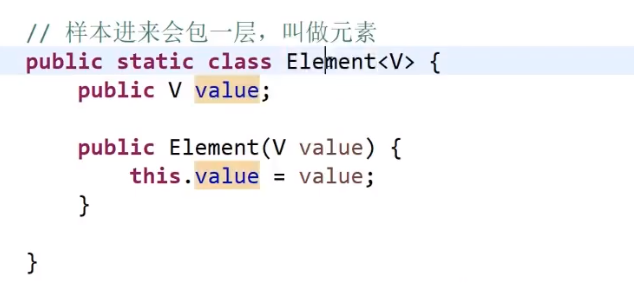 // 样本进来会包一层，叫做元素
public static class Element<V> {
public V value;
public Element(V value) {
this.value = value;
}
}